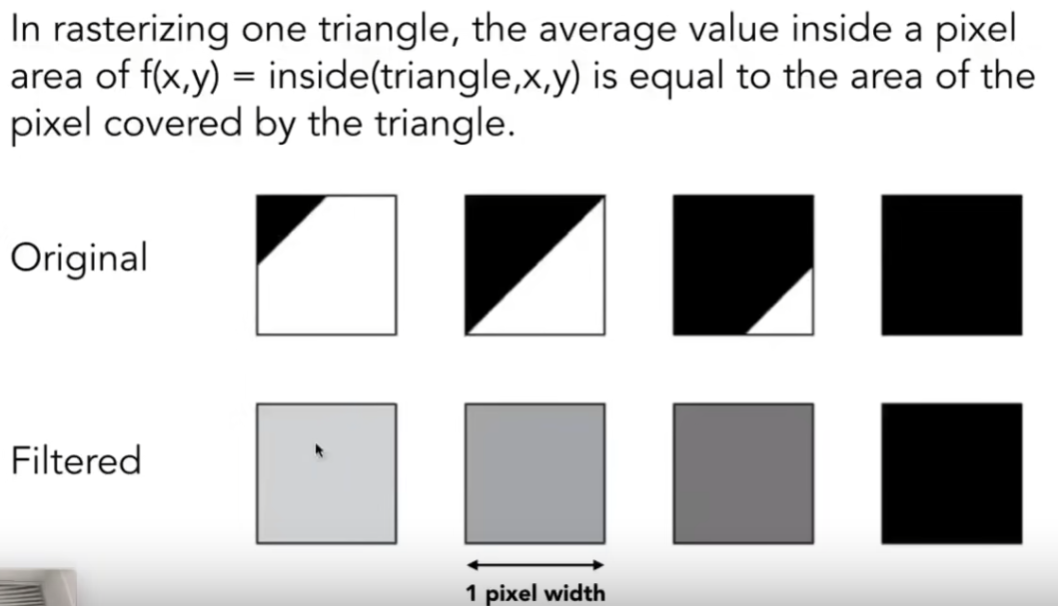 In rasterizing one triangle, the average value inside a pixel
area of f(x,y) = inside(triangle,x,y) is equal to the area of the
pixel covered by the triangle.
Original
Filtered
1 pixel width